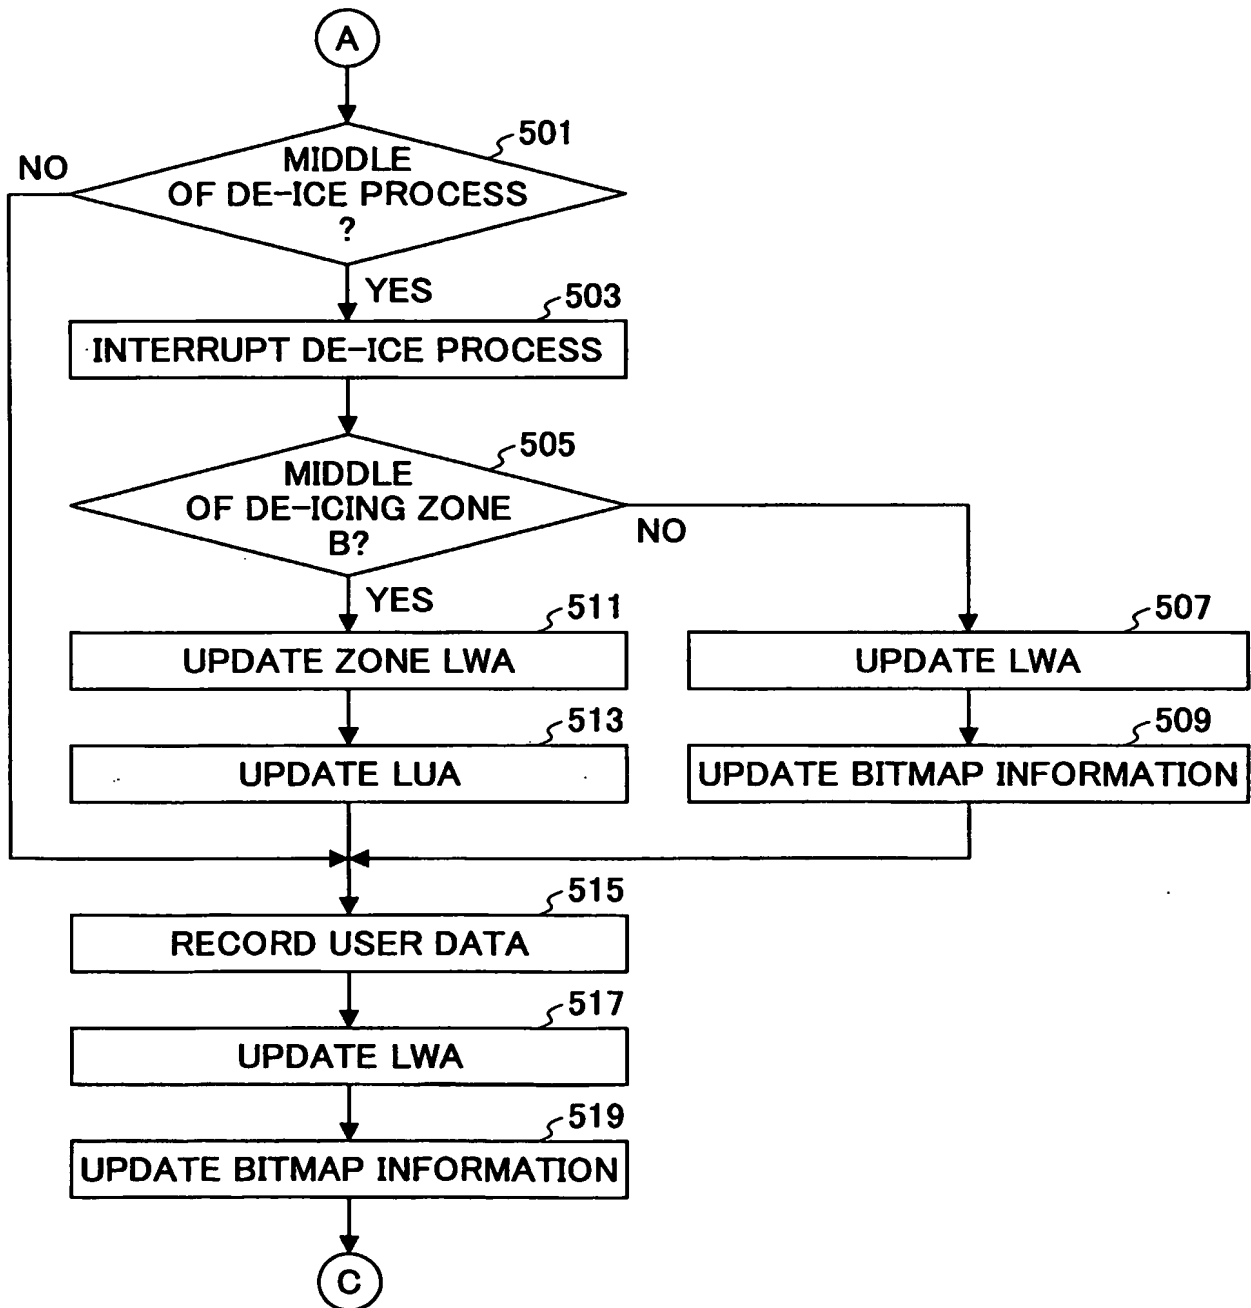 A
501
NO
MIDDLE
OF DE-ICE PROCESS
?
YES
503
INTERRUPT DE-ICE PROCESS
505
MIDDLE
OF DE-ICING ZONE
B?
NO
YES
511
507
UPDATE ZONE LWA
UPDATE LWA
513
509
UPDATE LUA
UPDATE BITMAP INFORMATION
515
RECORD USER DATA
517
UPDATE LWA
519
UPDATE BITMAP INFORMATION
C